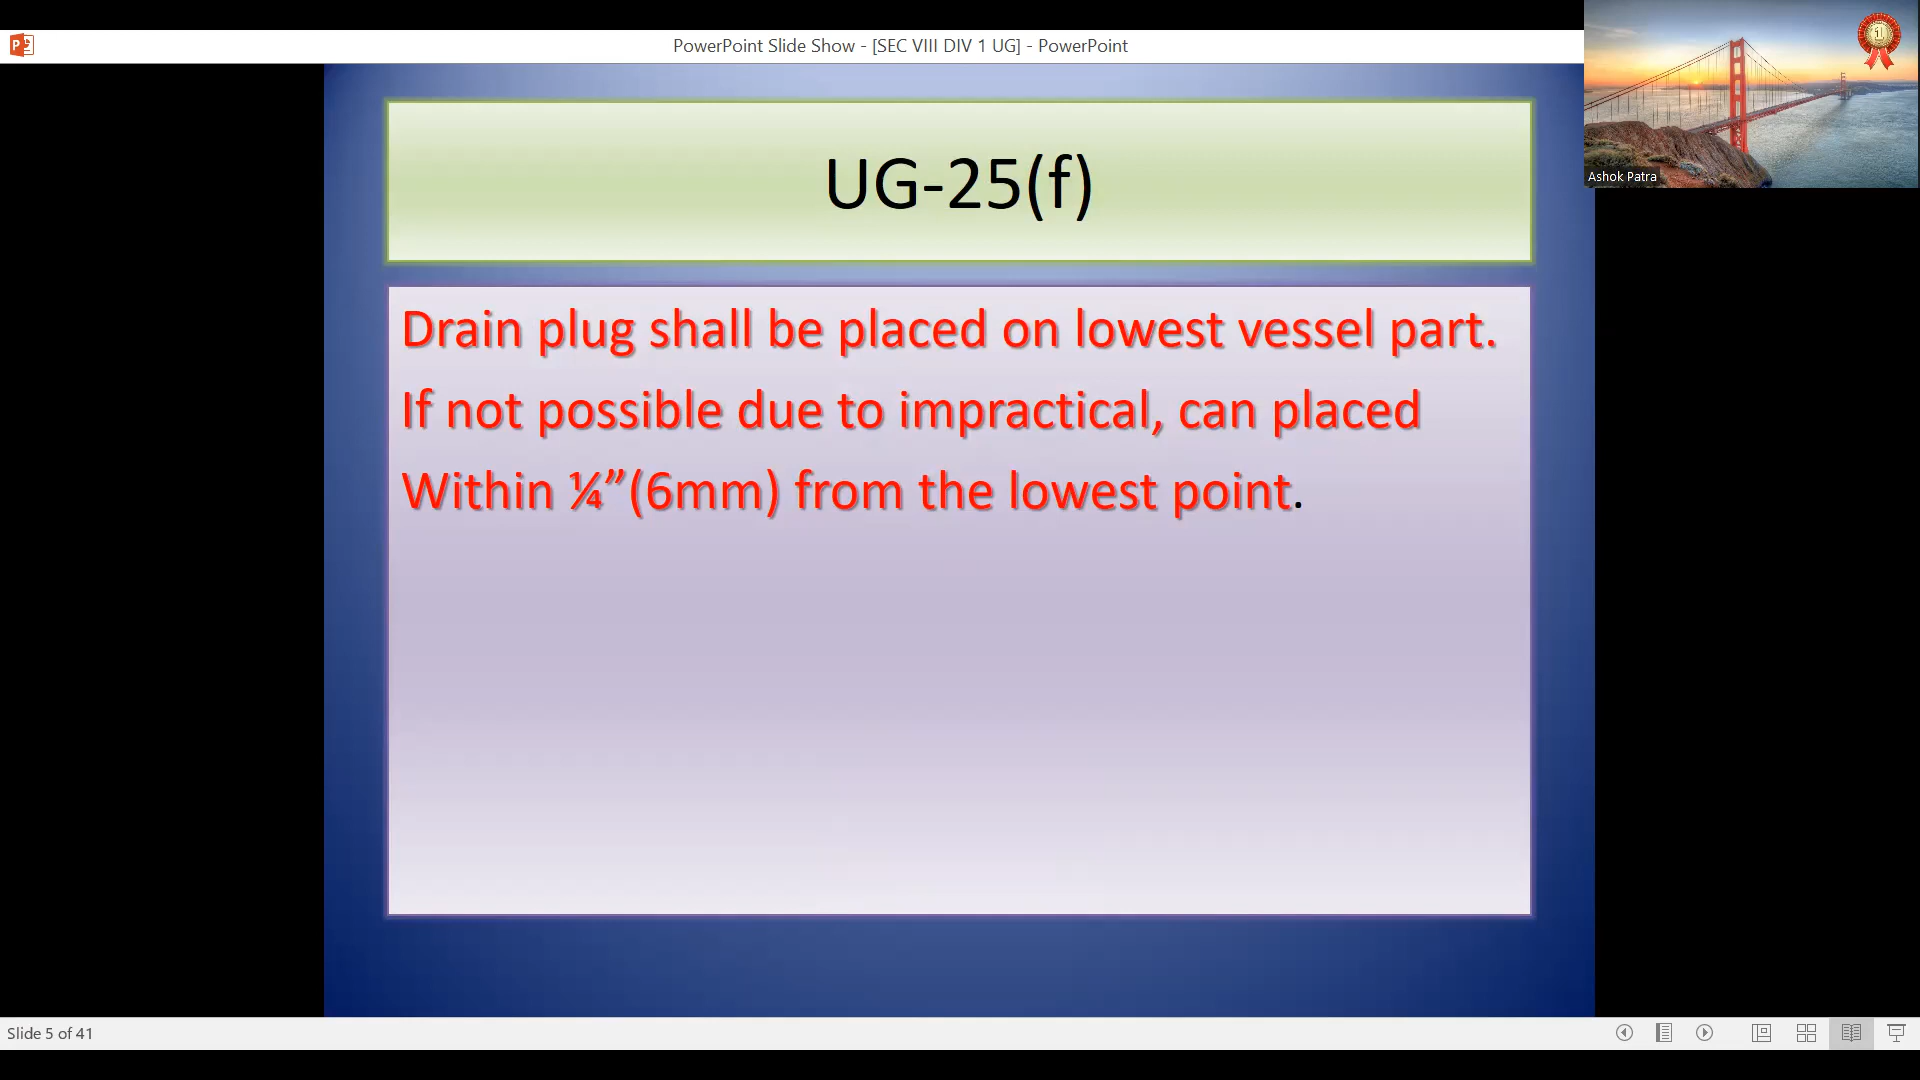 PowerPoint Slide Show - [SEC VIII DIV 1 UG] - PowerPoint
1
Ashok Patra
UG-25(f)
Drain plug shall be placed on lowest vessel part.
If not possible due to impractical, can placed
Within ¼”(6mm) from the lowest point.
Slide 5 of 41